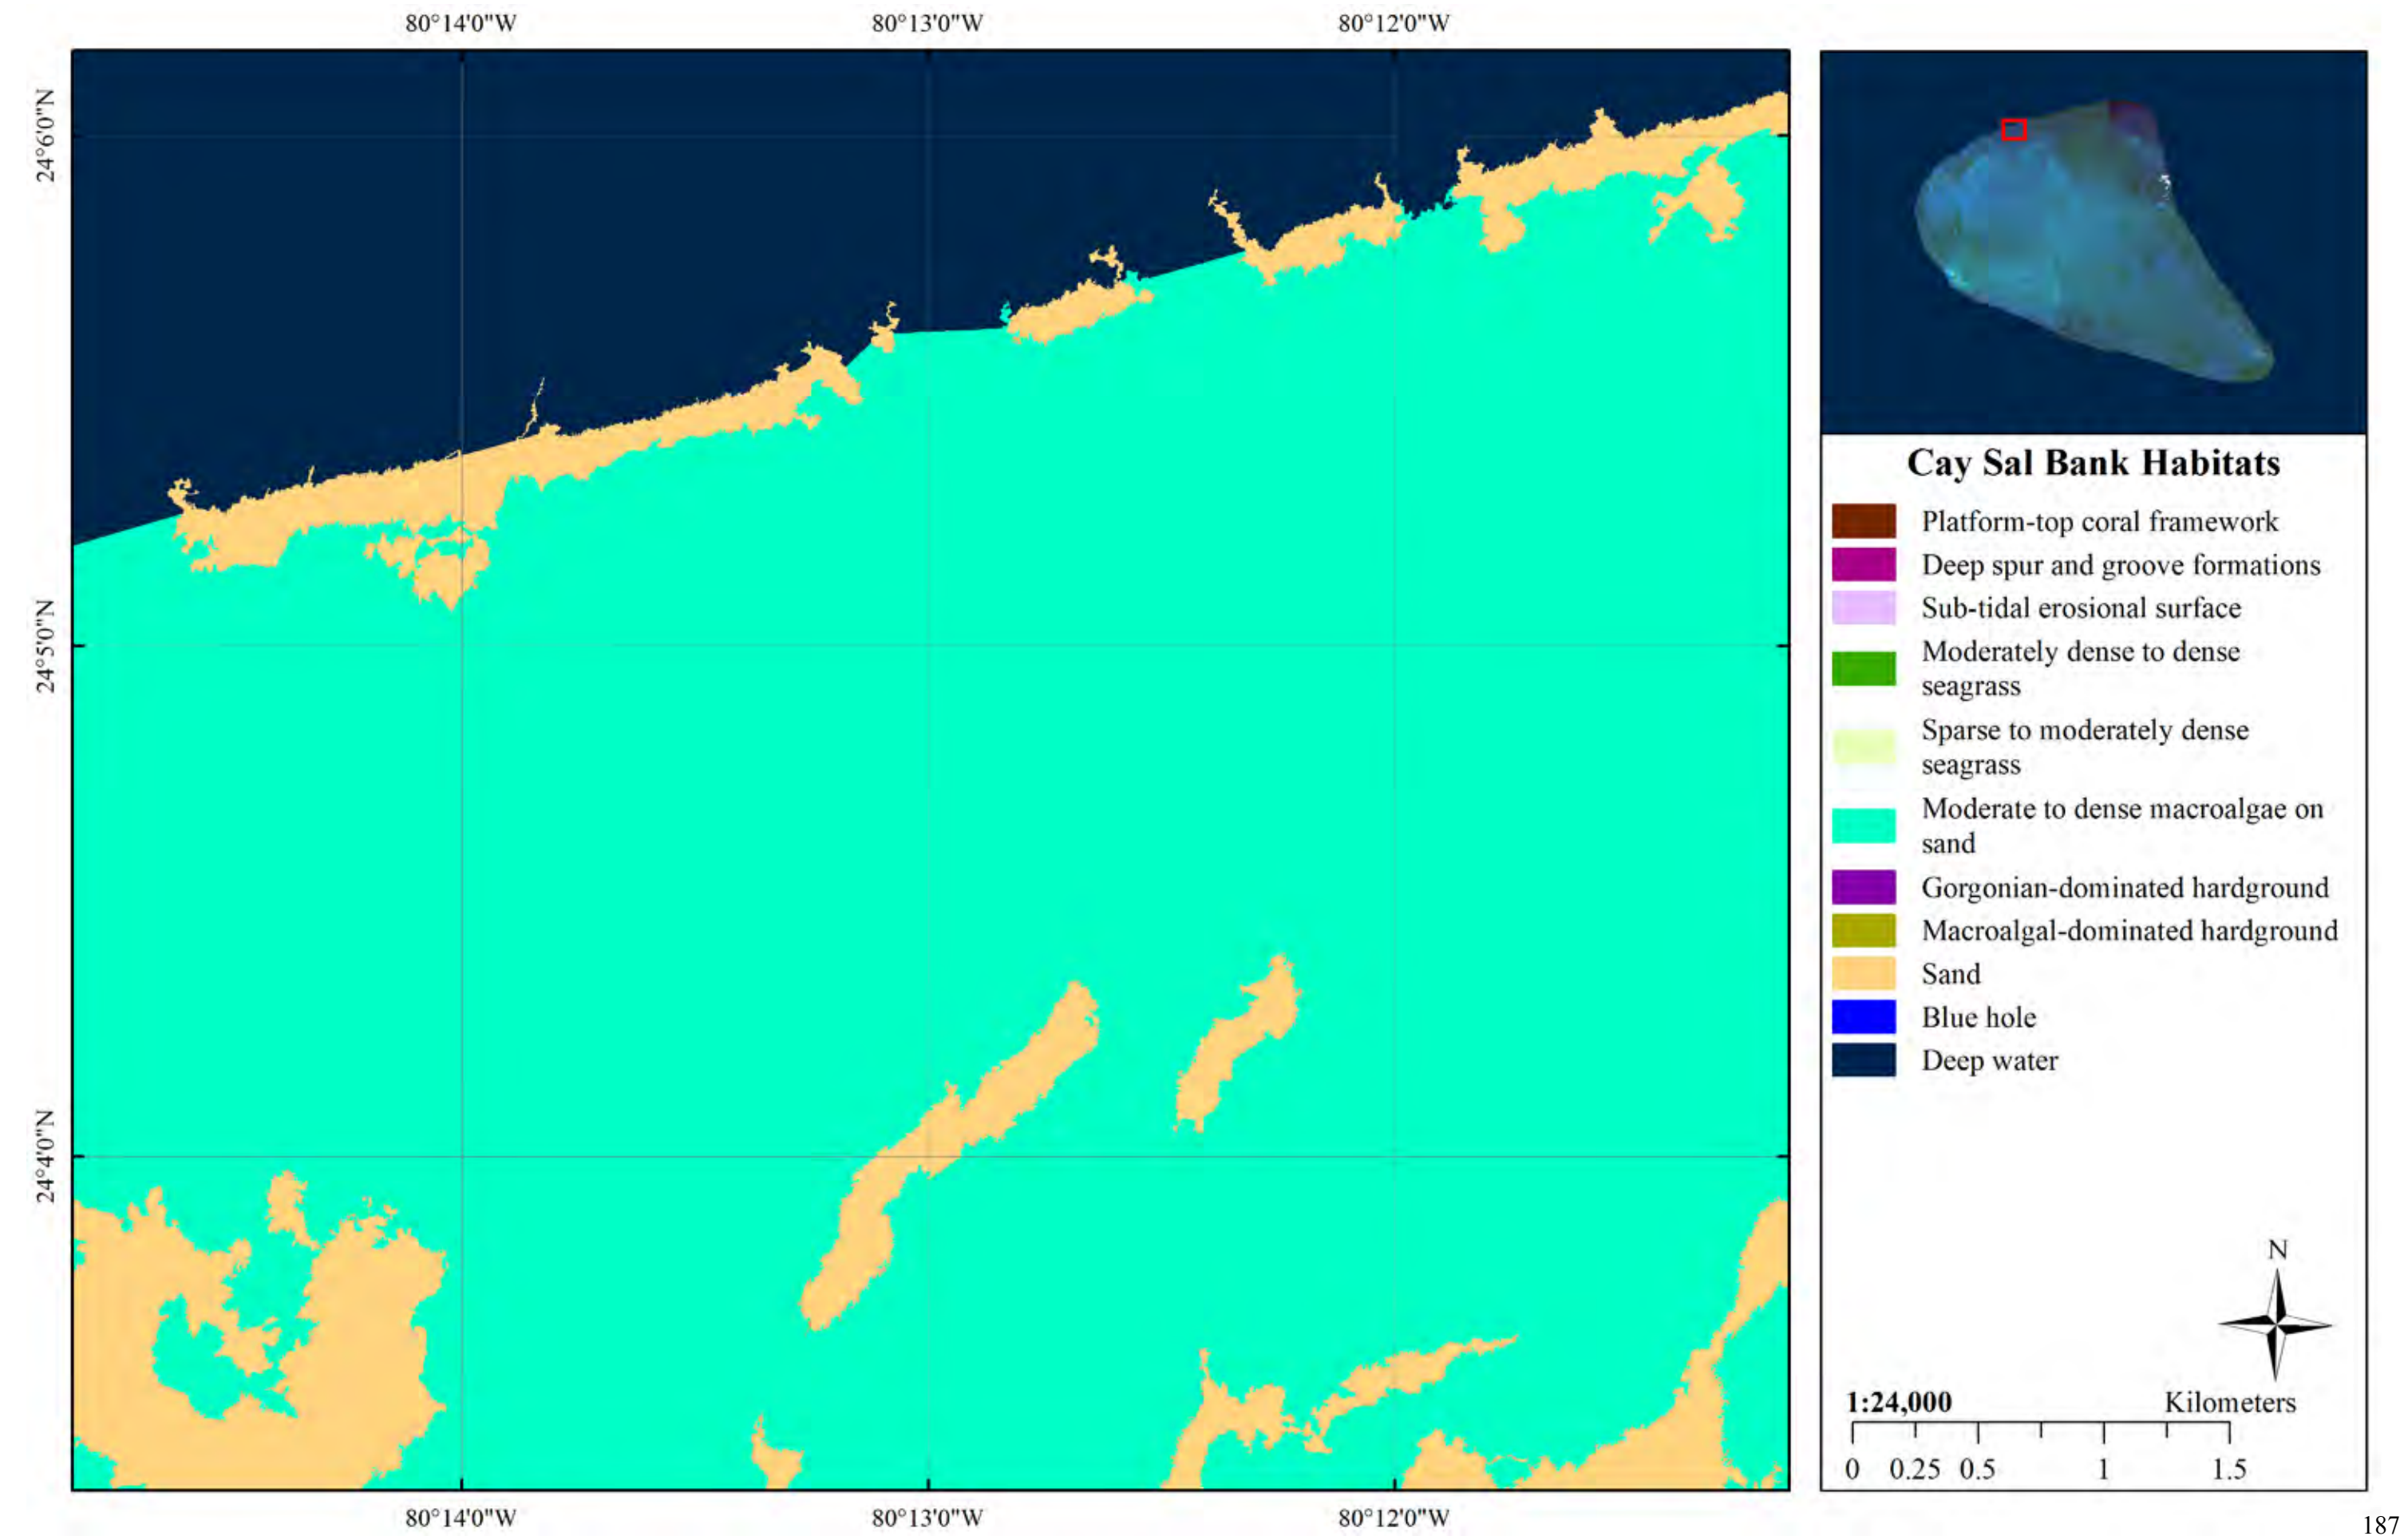 80°14'0"W 80°13'0"W 80°12'0"W
24°6'0"N
24°5'0"N
24°4'0"N
80°14'0"W 80°13'0"W 80°12'0"W
Cay Sal Bank Habitats
Platform-top coral framework
Deep spur and groove formations
Sub-tidal erosional surface
Moderately dense to dense
seagrass
Sparse to moderately dense
seagrass
Moderate to dense macroalgae on
sand
Gorgonian-dominated hardground
Macroalgal-dominated hardground
Sand
Blue hole
Deep water
N
1:24,000 Kilometers
0 0.25 0.5 1 1.5
187